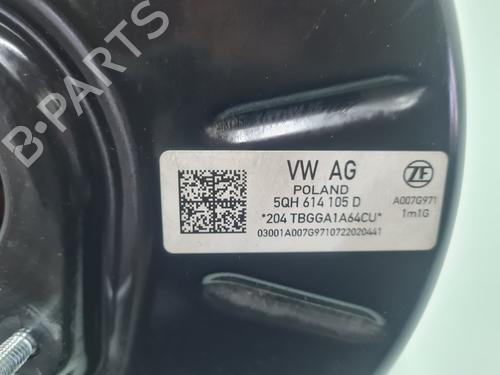 B-PARTS
VW AG
POLAND
5QH 614 105 D
*204 TBGGA1A64CU*
03001A007G9710722020441
ZF
A007G971
1m1G